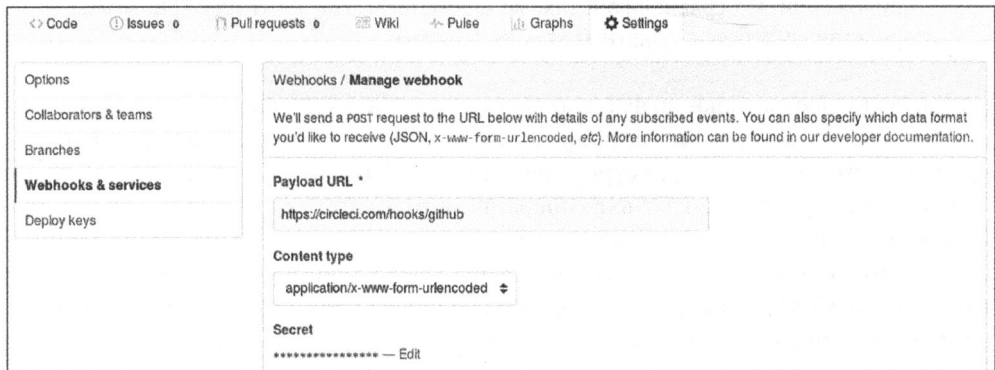 Code Issues 0 Pull requests 0 Wiki Pulse Graphs Settings
Options
Collaborators & teams
Branches
Webhooks & services
Deploy keys
Webhooks / Manage webhook
We'll send a POST request to the URL below with details of any subscribed events. You can also specify which data format
you'd like to receive (JSON, x-www-form-urlencoded, etc). More information can be found in our developer documentation.
Payload URL *
https://circleci.com/hooks/github
Content type
application/x-www-form-urlencoded
Secret
**************** — Edit